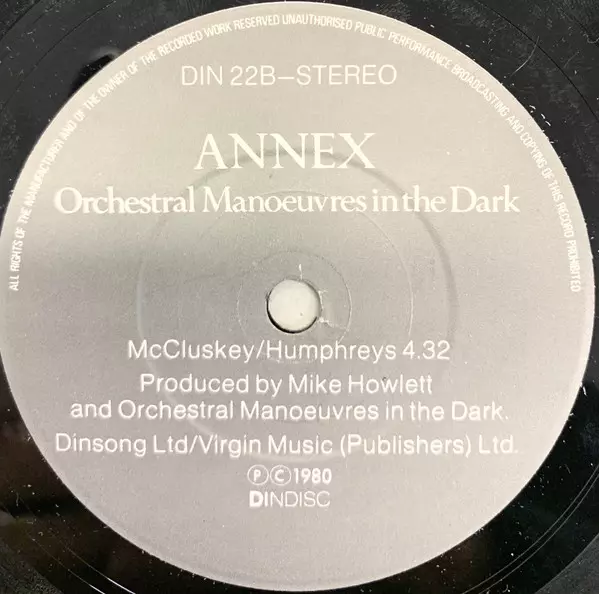 ALL RIGHTS OF THE MANUFACTURER AND OF THE OWNER OF THE RECORDED WORK RESERVED UNAUTHORISED PUBLIC PERFORMANCE BROADCASTING AND COPYING OF THIS RECORD PROHIBITED
DIN 22B–STEREO
ANNEX
Orchestral Manoeuvres in the Dark
McCluskey/Humphreys 4.32
Produced by Mike Howlett
and Orchestral Manoeuvres in the Dark.
Dinsong Ltd/Virgin Music (Publishers) Ltd.
Ⓟ©1980
DINDISC